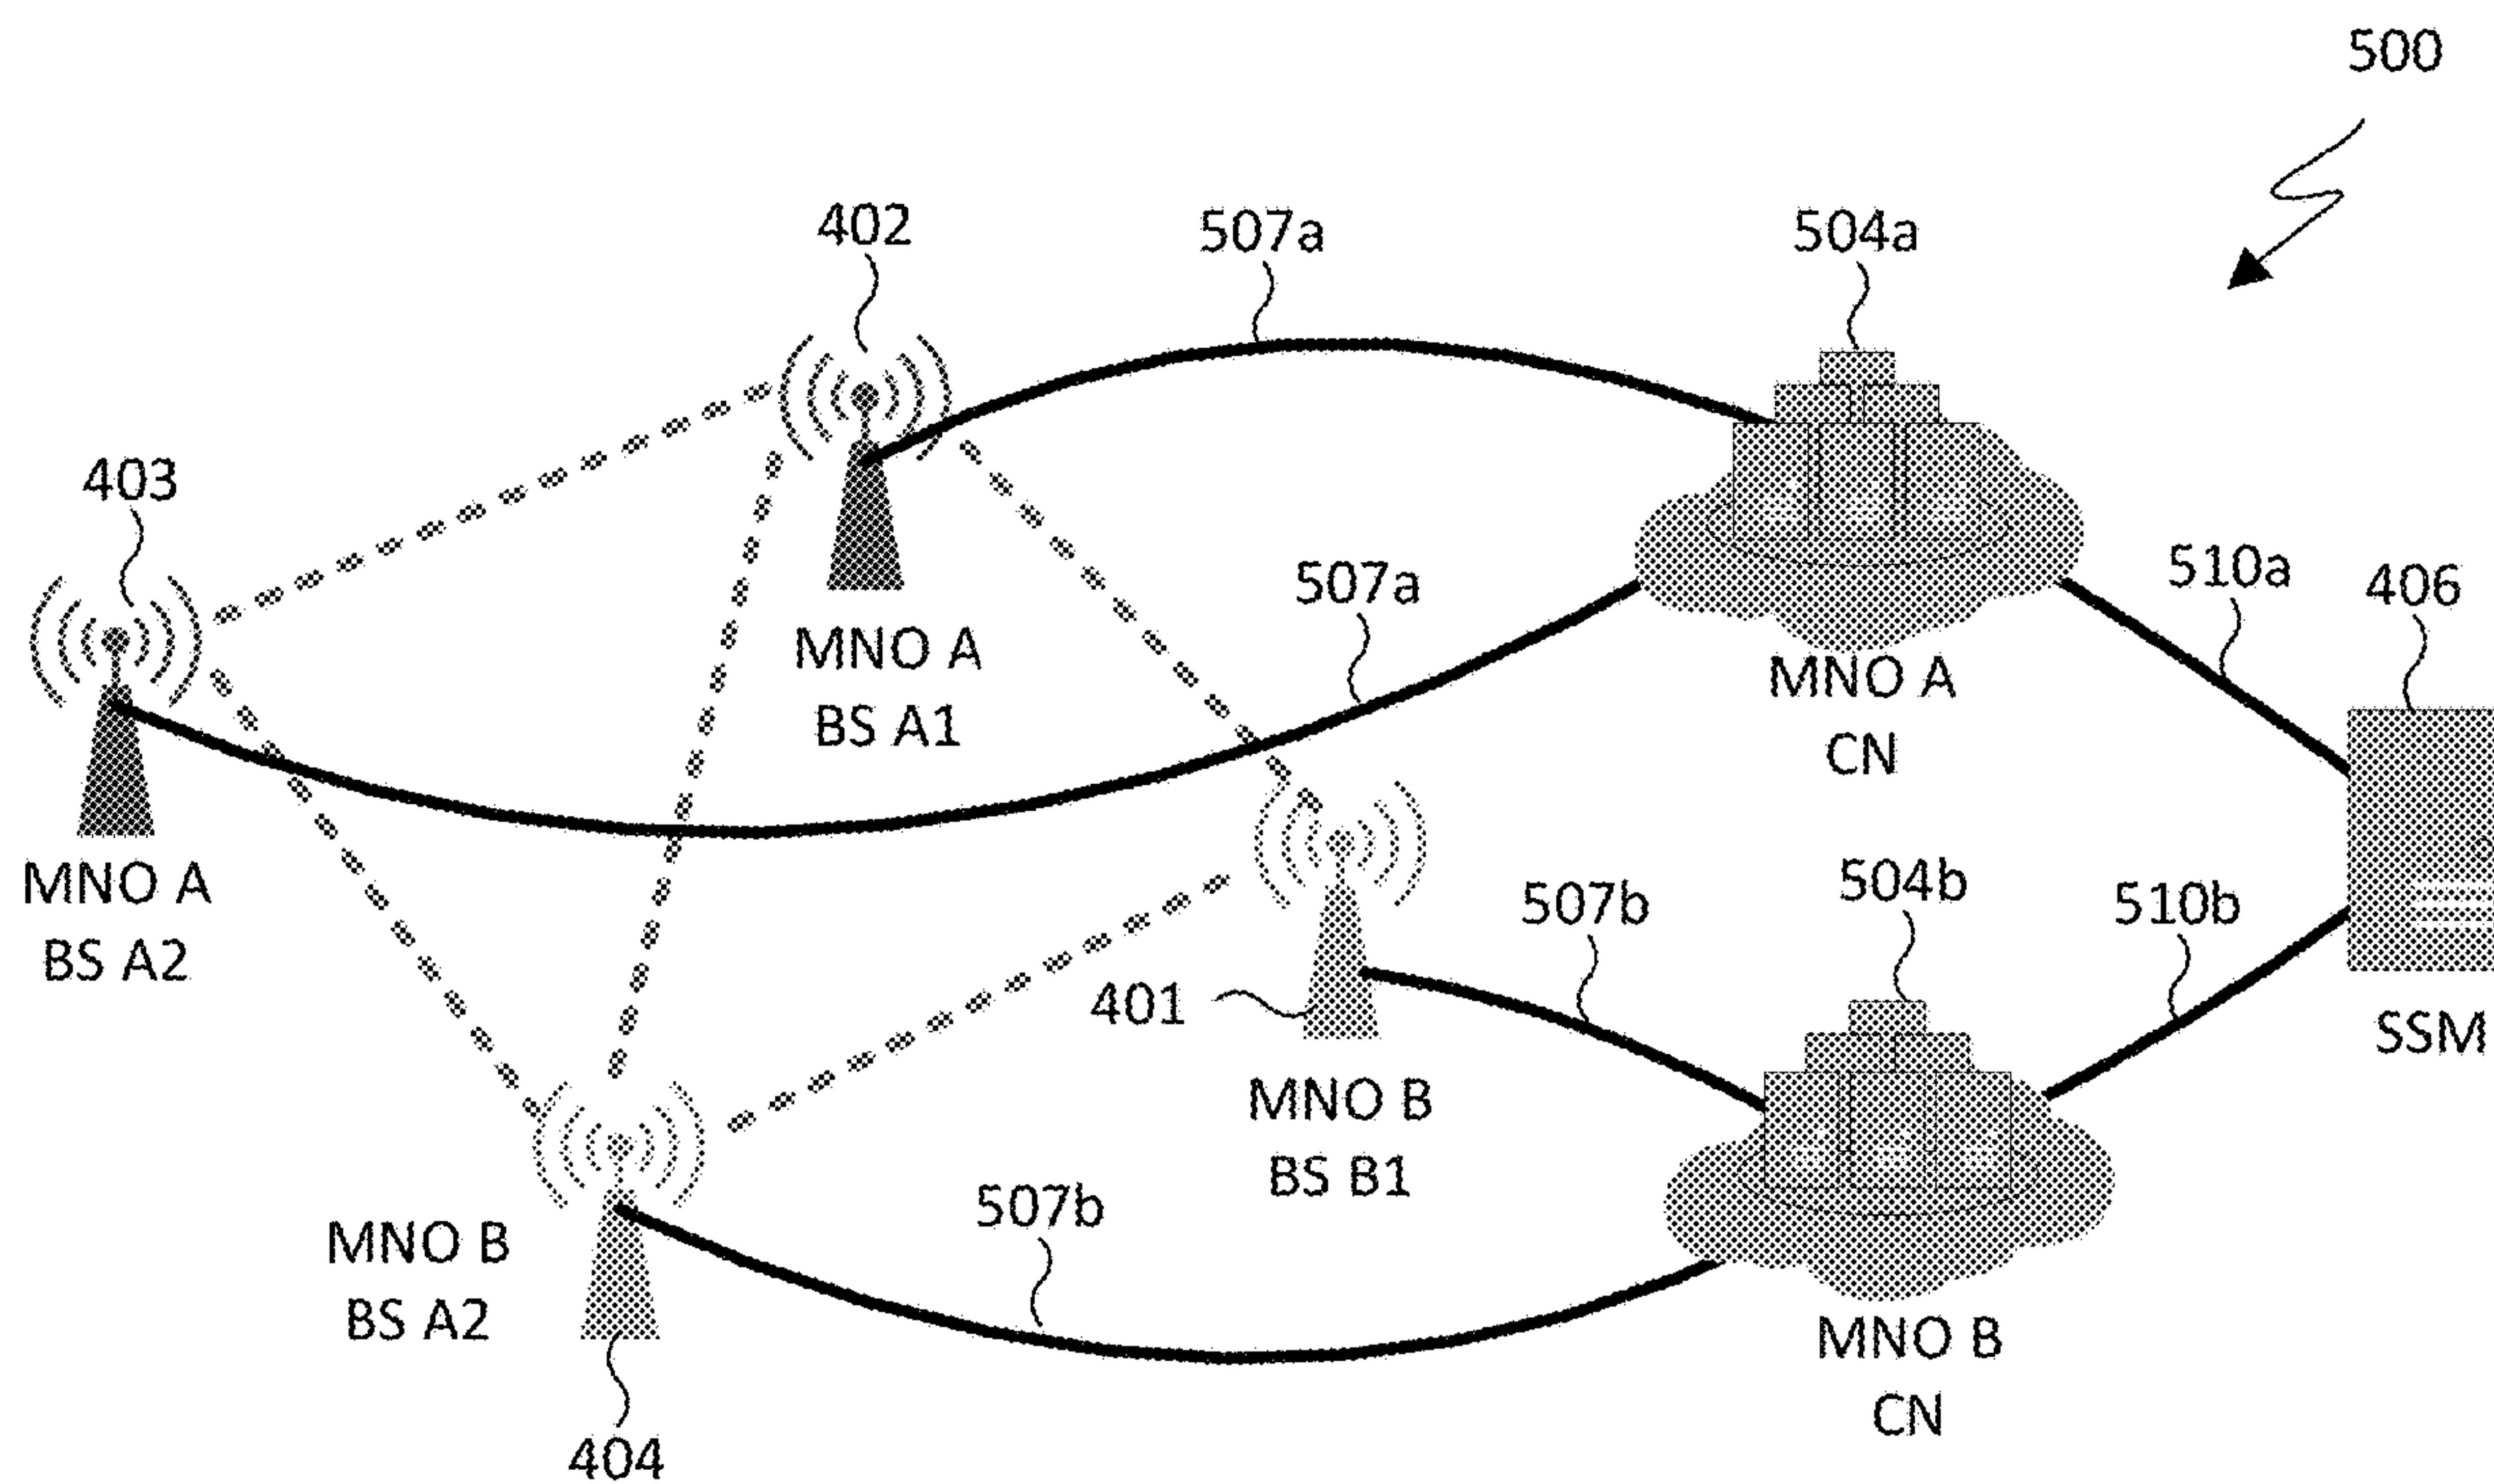 500
402
507a
504a
403
507a
510a
406
MNO A
BS A1
MNO A
CN
MNO A
BS A2
507b
504b
510b
401
SSM
MNO B
BS B1
507b
MNO B
BS A2
MNO B
CN
404